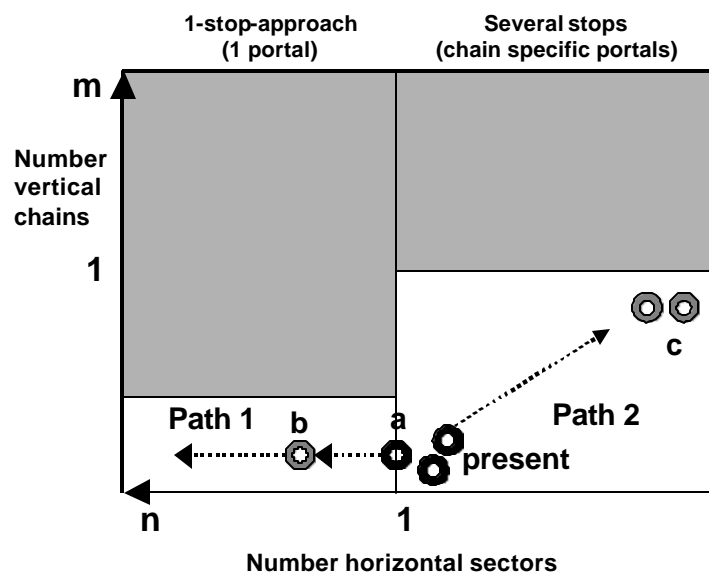 1-stop-approach
(1 portal)
Several stops
(chain specific portals)
m
Number
vertical
chains
1
c
Path 1
b
a
Path 2
present
n
1
Number horizontal sectors